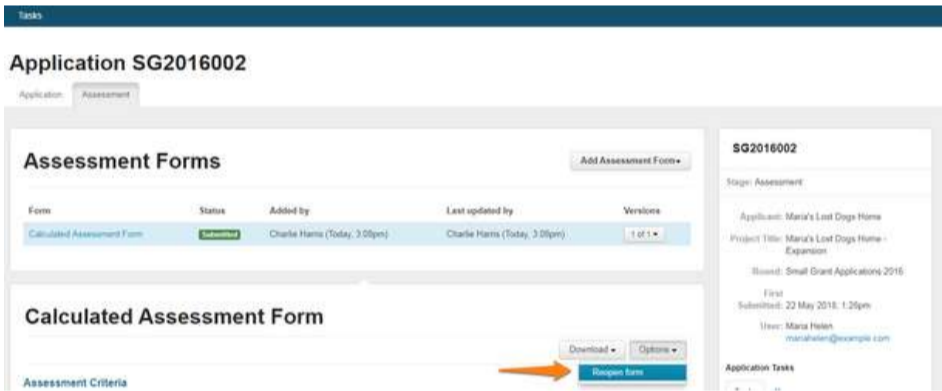 Tasks
Application SG2016002
Application Assessment
Assessment Forms
Add Assessment Form
Form Status Added by Last updated by Versions
Calculated Assessment Form Submitted Charlie Harris (Today, 3:09pm) Charlie Harris (Today, 3:09pm) 1 of 1
Calculated Assessment Form
Download Options
Reopen form
Assessment Criteria
SG2016002
Stage: Assessment
Applicant: Maria's Lost Dogs Home
Project Title: Maria's Lost Dogs Home -
Expansion
Round: Small Grant Applications 2016
First
Submitted: 22 May 2018, 1:26pm
User: Maria Helen
mariahelen@example.com
Application Tasks